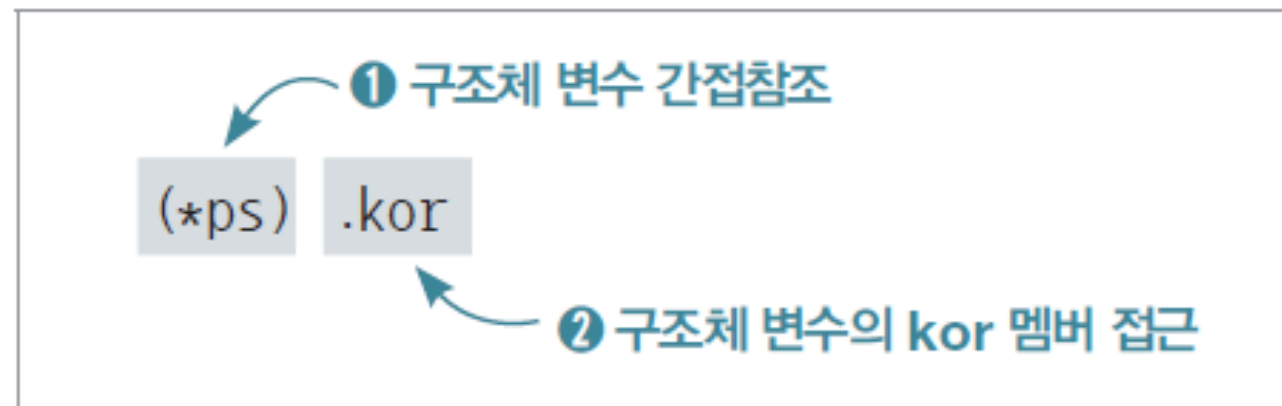 ❶ 구조체 변수 간접참조
(*ps) .kor
❷ 구조체 변수의 kor 멤버 접근